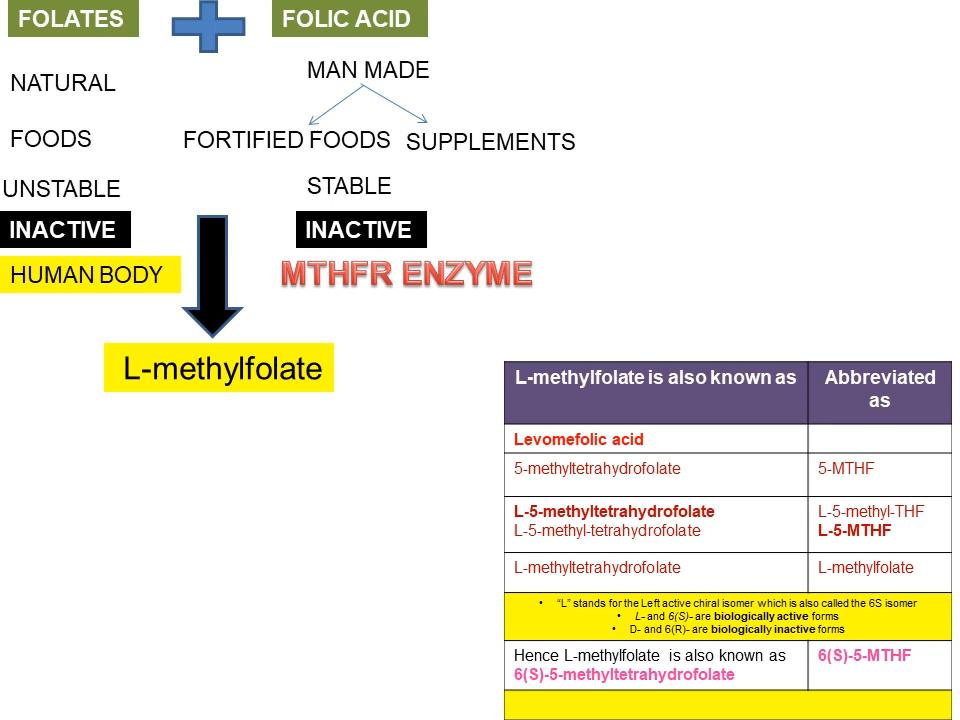 FOLATES
FOLIC ACID
NATURAL
MAN MADE
FOODS
FORTIFIED FOODS
SUPPLEMENTS
UNSTABLE
STABLE
INACTIVE
INACTIVE
HUMAN BODY
MTHFR ENZYME
L-methylfolate
L-methylfolate is also known as
Abbreviated
as
Levomefolic acid
5-methyltetrahydrofolate
5-MTHF
L-5-methyltetrahydrofolate
L-5-methyl-THF
L-5-methyl-tetrahydrofolate
L-5-MTHF
L-methyltetrahydrofolate
L-methylfolate
• “L” stands for the Left active chiral isomer which is also called the 6S isomer
• L- and 6(S)- are biologically active forms
• D- and 6(R)- are biologically inactive forms
Hence L-methylfolate is also known as
6(S)-5-MTHF
6(S)-5-methyltetrahydrofolate